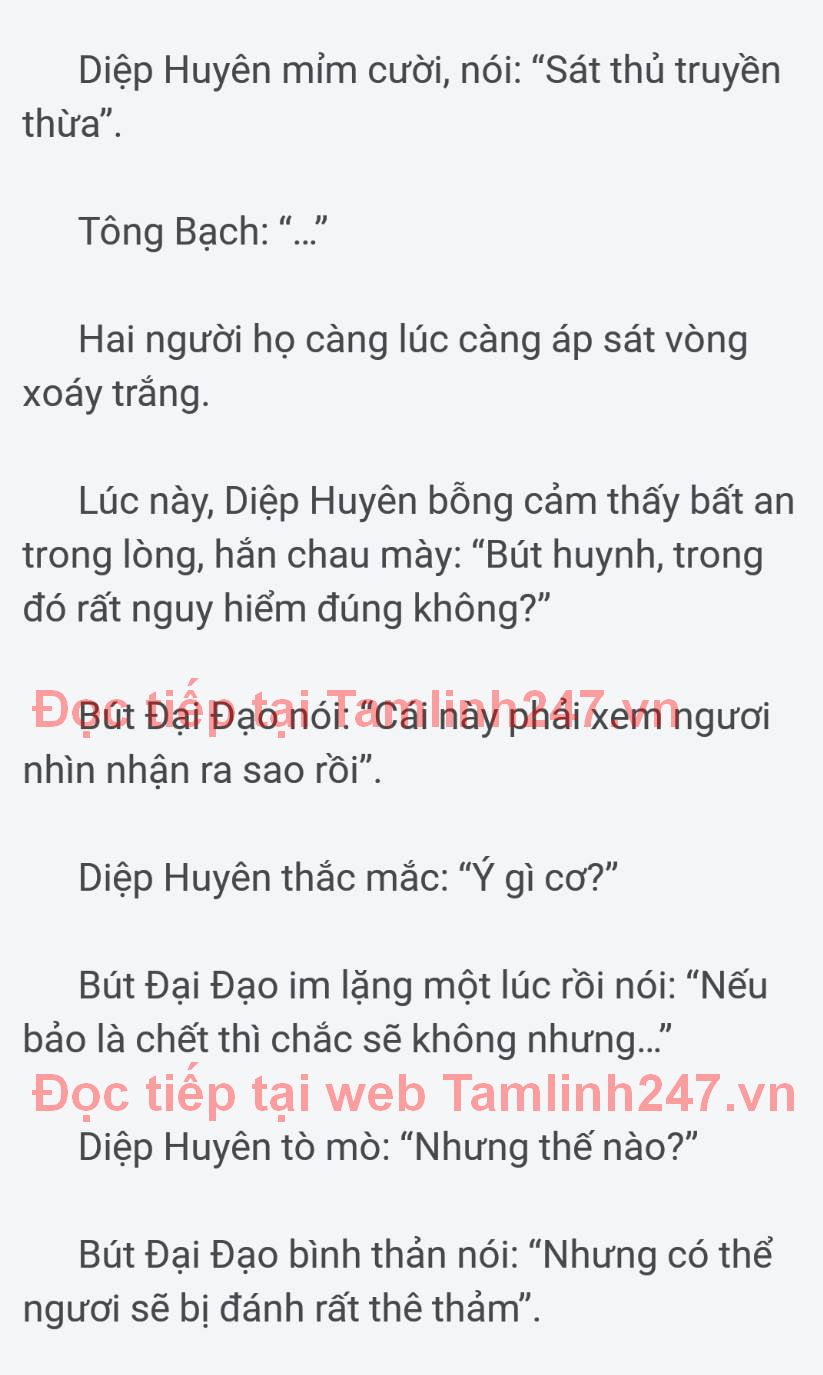 Diệp Huyên mỉm cười, nói: “Sát thủ truyền
thừa”.
Tông Bạch: “...”
Hai người họ càng lúc càng áp sát vòng
xoáy trắng.
Lúc này, Diệp Huyên bỗng cảm thấy bất an
trong lòng, hắn chau mày: “Bút huynh, trong
đó rất nguy hiểm đúng không?”
Đọc tiếp tại Tamlinh247.vn
Bút Đại Đạo nói: “Cái này phải xem ngươi
nhìn nhận ra sao rồi”.
Diệp Huyên thắc mắc: “Ý gì cơ?”
Bút Đại Đạo im lặng một lúc rồi nói: “Nếu
bảo là chết thì chắc sẽ không nhưng...”
Đọc tiếp tại web Tamlinh247.vn
Diệp Huyên tò mò: “Nhưng thế nào?”
Bút Đại Đạo bình thản nói: “Nhưng có thể
ngươi sẽ bị đánh rất thê thảm”.